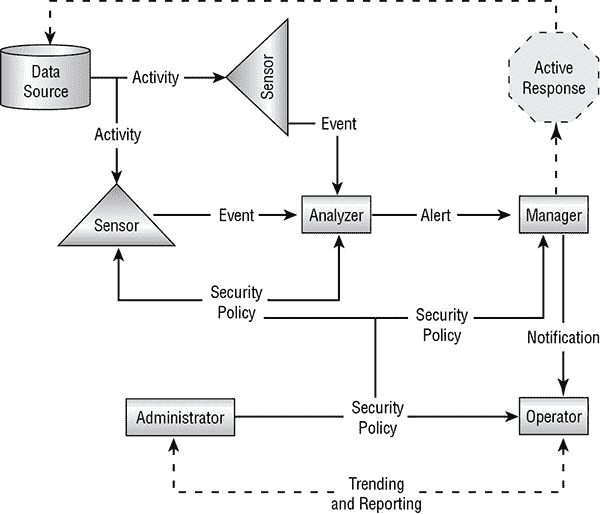 Data
Source
Activity
Sensor
Active
Response
Event
Activity
Sensor
Event
Analyzer
Alert
Manager
Security
Policy
Security
Policy
Notification
Administrator
Security
Policy
Operator
Trending
and Reporting